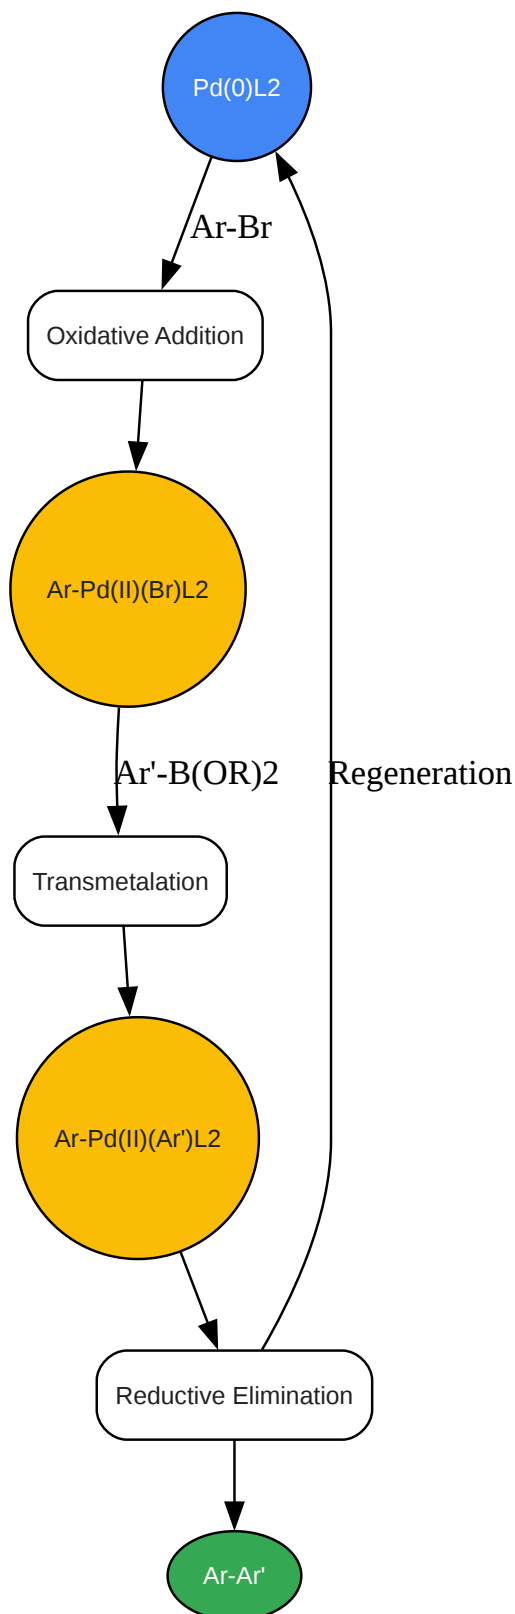 Pd(0)L2
Ar-Br
Oxidative Addition
Ar-Pd(II)(Br)L2
Ar'-B(OR)2
Regeneration
Transmetalation
Ar-Pd(II)(Ar')L2
Reductive Elimination
Ar-Ar'